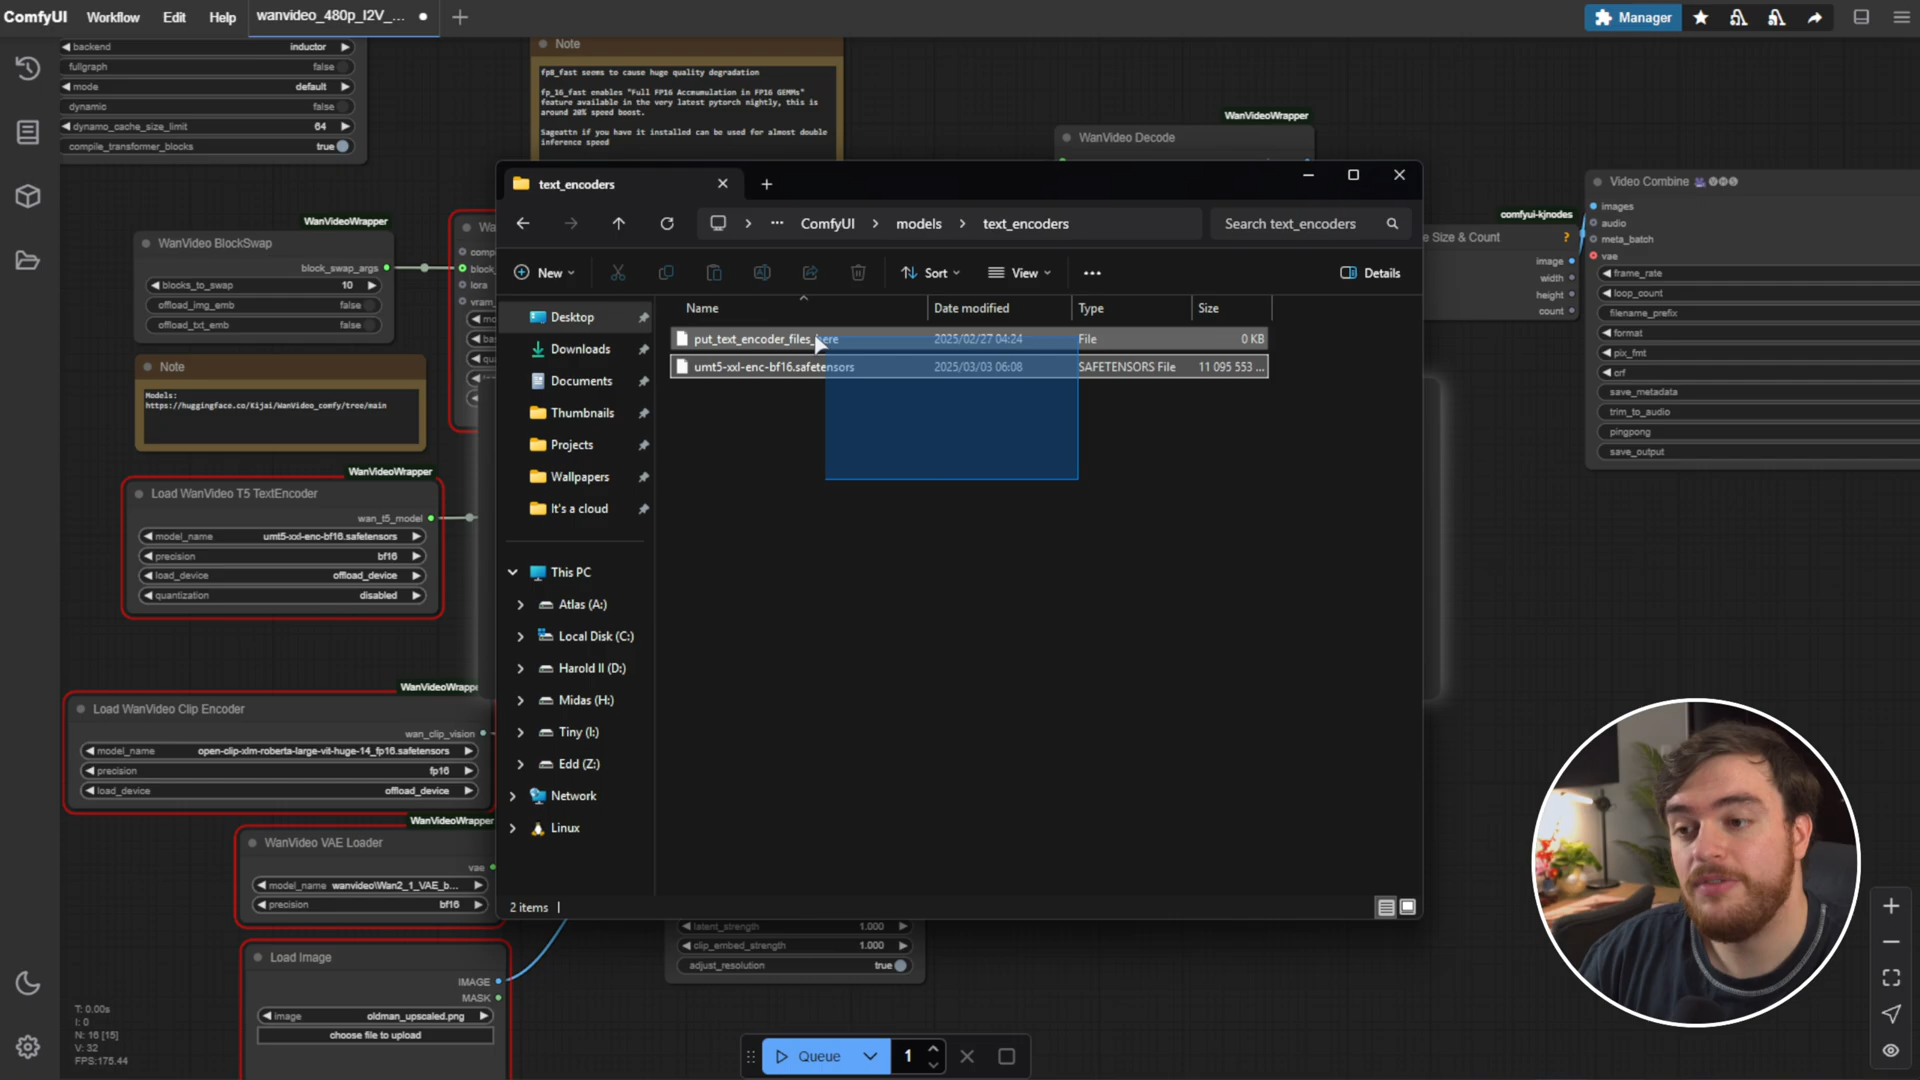 ComfyUI Workflow Edit Help wanvideo_480p_I2V_... Manager
backend inductor
fullgraph false
mode default
dynamic false
dynamo_cache_size_limit 64
compile_transformer_blocks true
Note
fp8_fast seems to cause huge quality degradation
fp_16_fast enables "Full FP16 Accmumulation in FP16 GEMMs"
feature available in the very latest pytorch nightly, this is
around 20% speed boost.
Sageattn if you have it installed can be used for almost double
inference speed
WanVideoWrapper
WanVideo Decode
WanVideoWrapper
WanVideo BlockSwap
block_swap_args
blocks_to_swap 10
offload_img_emb false
offload_txt_emb false
Note
Models:
https://huggingface.co/Kijai/WanVideo_comfy/tree/main
WanVideoWrapper
Load WanVideo T5 TextEncoder
wan_t5_model
model_name umt5-xxl-enc-bf16.safetensors
precision bf16
load_device offload_device
quantization disabled
Load WanVideo Clip Encoder
wan_clip_vision
model_name open-clip-xlm-roberta-large-vit-huge-14_fp16.safetensors
precision fp16
load_device offload_device
WanVideoWrapper
WanVideo VAE Loader
vae
model_name wanvideo\Wan2_1_VAE_b...
precision bf16
Load Image
IMAGE
MASK
image oldman_upscaled.png
choose file to upload
T: 0.00s
I: 0
N: 16 [15]
V: 32
FPS:175.44
lora
text_encoders
ComfyUI models text_encoders
Search text_encoders
New Sort View Details
Name Date modified Type Size
put_text_encoder_files_here 2025/02/27 04:24 File 0 KB
umt5-xxl-enc-bf16.safetensors 2025/03/03 06:08 SAFETENSORS File 11 095 553 ...
Desktop
Downloads
Documents
Thumbnails
Projects
Wallpapers
It's a cloud
This PC
Atlas (A:)
Local Disk (C:)
Harold II (D:)
Midas (H:)
Tiny (I:)
Edd (Z:)
Network
Linux
2 items
latent_strength 1.000
clip_embed_strength 1.000
adjust_resolution true
comfyui-kjnodes
Size & Count ?
image
width
height
count
Video Combine
images
audio
meta_batch
vae
frame_rate
loop_count
filename_prefix
format
pix_fmt
crf
save_metadata
trim_to_audio
pingpong
save_output
Queue 1